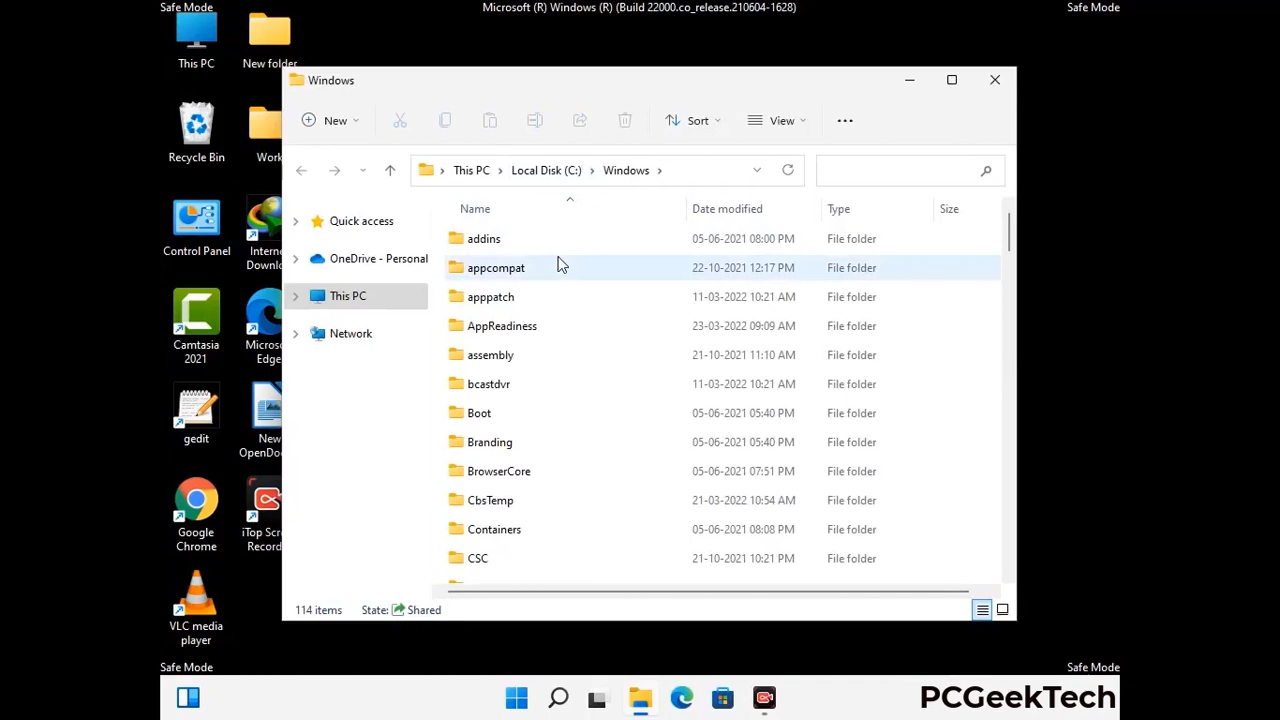 Safe Mode
Microsoft (R) Windows (R) (Build 22000.co_release.210604-1628)
Safe Mode
This PC
New folder
Recycle Bin
Work
Control Panel
Internet
Downlo
Camtasia
2021
Microso
Edge
gedit
New
OpenDoc
Google
Chrome
iTop Scre
Record
VLC media
player
Windows
New
Sort
View
This PC > Local Disk (C:) > Windows >
Quick access
OneDrive - Personal
This PC
Network
Name Date modified Type Size
addins 05-06-2021 08:00 PM File folder
appcompat 22-10-2021 12:17 PM File folder
apppatch 11-03-2022 10:21 AM File folder
AppReadiness 23-03-2022 09:09 AM File folder
assembly 21-10-2021 11:10 AM File folder
bcastdvr 11-03-2022 10:21 AM File folder
Boot 05-06-2021 05:40 PM File folder
Branding 05-06-2021 05:40 PM File folder
BrowserCore 05-06-2021 07:51 PM File folder
CbsTemp 21-03-2022 10:54 AM File folder
Containers 05-06-2021 08:08 PM File folder
CSC 21-10-2021 10:21 PM File folder
114 items State: Shared
Safe Mode
Safe Mode
PCGeekTech